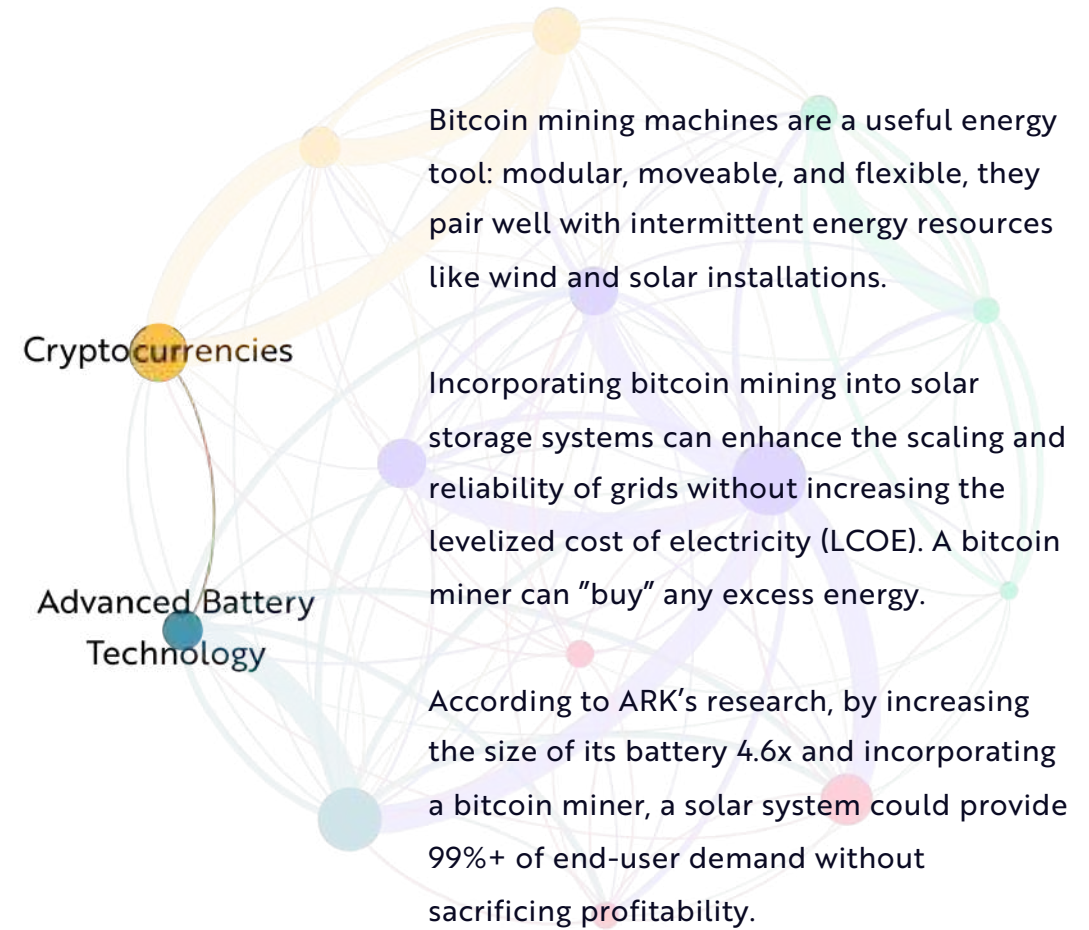 Bitcoin mining machines are a useful energy
tool: modular, moveable, and flexible, they
pair well with intermittent energy resources
like wind and solar installations.
Cryptocurrencies
Incorporating bitcoin mining into solar
storage systems can enhance the scaling and
reliability of grids without increasing the
levelized cost of electricity (LCOE). A bitcoin
miner can ”buy” any excess energy.
Advanced Battery
Technology
According to ARK’s research, by increasing
the size of its battery 4.6x and incorporating
a bitcoin miner, a solar system could provide
99%+ of end-user demand without
sacrificing profitability.